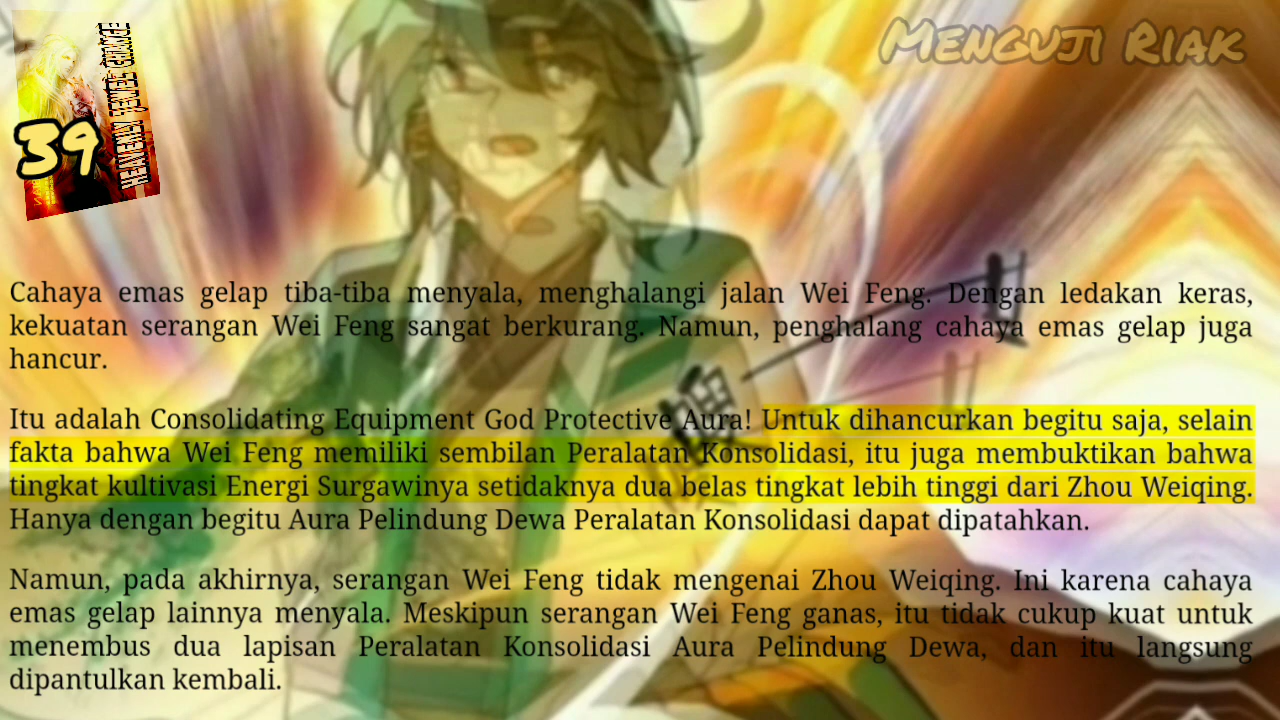 Menguji Riak
HEAVENLY JEWEL CHANGE
39
Cahaya emas gelap tiba-tiba menyala, menghalangi jalan Wei Feng. Dengan ledakan keras,
kekuatan serangan Wei Feng sangat berkurang. Namun, penghalang cahaya emas gelap juga
hancur.
Itu adalah Consolidating Equipment God Protective Aura! Untuk dihancurkan begitu saja, selain
fakta bahwa Wei Feng memiliki sembilan Peralatan Konsolidasi, itu juga membuktikan bahwa
tingkat kultivasi Energi Surgawinya setidaknya dua belas tingkat lebih tinggi dari Zhou Weiqing.
Hanya dengan begitu Aura Pelindung Dewa Peralatan Konsolidasi dapat dipatahkan.
Namun, pada akhirnya, serangan Wei Feng tidak mengenai Zhou Weiqing. Ini karena cahaya
emas gelap lainnya menyala. Meskipun serangan Wei Feng ganas, itu tidak cukup kuat untuk
menembus dua lapisan Peralatan Konsolidasi Aura Pelindung Dewa, dan itu langsung
dipantulkan kembali.